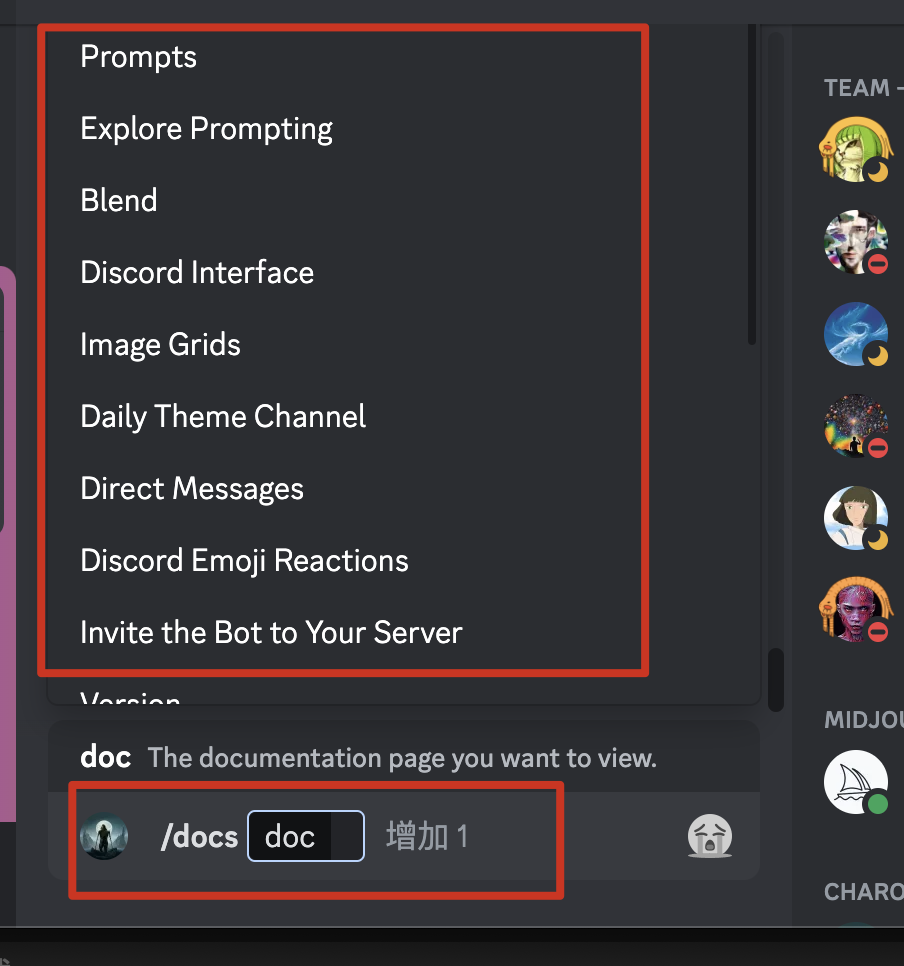 Prompts
Explore Prompting
Blend
Discord Interface
Image Grids
Daily Theme Channel
Direct Messages
Discord Emoji Reactions
Invite the Bot to Your Server
Version
doc The documentation page you want to view.
/docs doc 增加 1
TEAM -
MIDJOU
CHARO